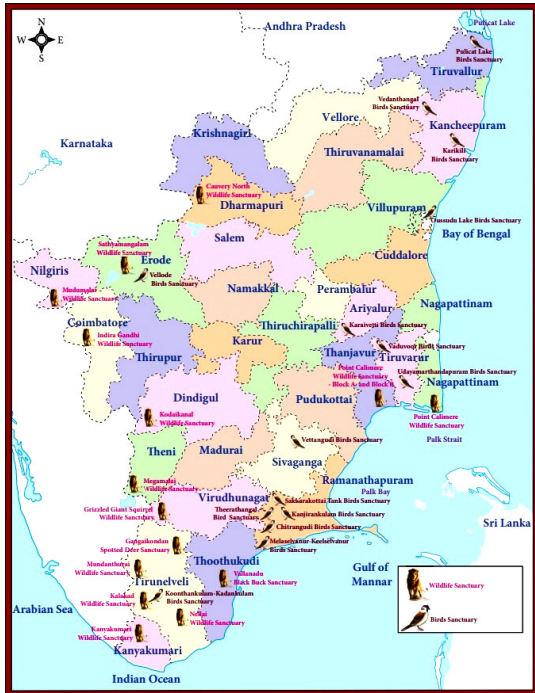 N
W E
S
Andhra Pradesh
Pulicat Lake
Pulicat Lake
Birds Sanctuary
Tiruvallur
Vedanthangal
Birds Sanctuary
Vellore
Kancheepuram
Krishnagiri
Karnataka
Thiruvanamalai
Karikili
Birds Sanctuary
Cauvery North
Wildlife Sanctuary
Dharmapuri
Villupuram
Oussudu Lake Birds Sanctuary
Bay of Bengal
Salem
Sathyamangalam
Wildlife Sanctuary
Erode
Cuddalore
Nilgiris
Vellode
Birds Sanctuary
Mudumalai
Wildlife Sanctuary
Namakkal
Perambalur
Ariyalur
Nagapattinam
Coimbatore
Thiruchirapalli
Karaivetti Birds Sanctuary
Indira Gandhi
Wildlife Sanctuary
Karur
Thirupur
Thanjavur
Vaduvoor Birds Sanctuary
Tiruvarur
Point Calimere
Wildlife Sanctuary
Block A and Block B
Udayamarthandapuram Birds Sanctuary
Nagapattinam
Dindigul
Pudukottai
Kodaikanal
Wildlife Sanctuary
Point Calimere
Wildlife Sanctuary
Palk Strait
Vettangudi Birds Sanctuary
Theni
Madurai
Sivaganga
Megamalai
Wildlife Sanctuary
Ramanathapuram
Palk Bay
Virudhunagar
Sakkarakottai Tank Birds Sanctuary
Grizzled Giant Squirrel
Wildlife Sanctuary
Theerathangal
Bird Sanctuary
Kanjirankulam Birds Sanctuary
Sri Lanka
Chitrangudi Birds Sanctuary
Gangaikondan
Spotted Deer Sanctuary
Melaselvanur-Keelselvanur
Birds Sanctuary
Thoothukudi
Mundanthurai
Wildlife Sanctuary
Gulf of
Mannar
Vallanadu
Black Buck Sanctuary
Tirunelveli
Wildlife Sanctuary
Kalakad
Wildlife Sanctuary
Koonthankulam-Kadankulam
Birds Sanctuary
Arabian Sea
Nellai
Wildlife Sanctuary
Birds Sanctuary
Kanyakumari
Wildlife Sanctuary
Kanyakumari
Indian Ocean